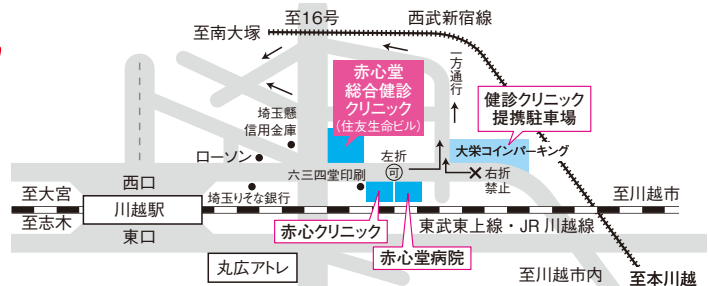 至16号
西武新宿線
至南大塚
一方通行
赤心堂
総合健診
クリニック
(住友生命ビル)
健診クリニック
提携駐車場
埼玉懸
信用金庫
ローソン
左折
可
大栄コインパーキング
六三四堂印刷
右折
禁止
西口
埼玉りそな銀行
至大宮
至川越市
川越駅
至志木
赤心クリニック
東武東上線・JR川越線
東口
赤心堂病院
丸広アトレ
至川越市内
至本川越